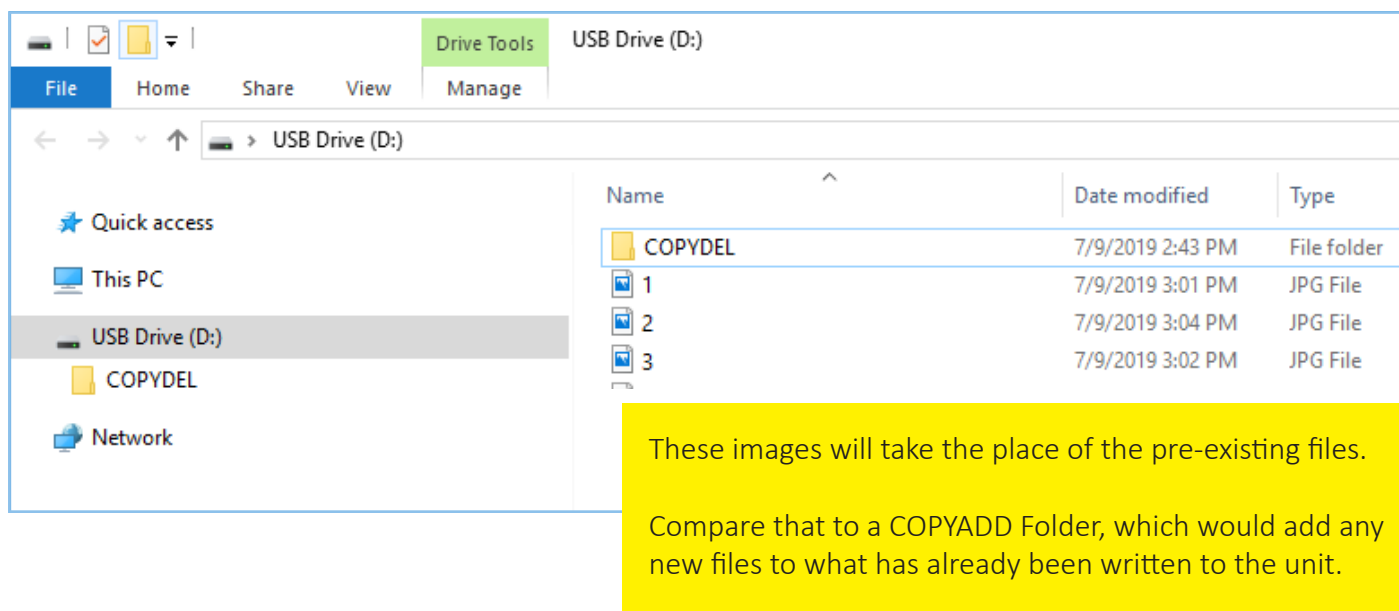 Drive Tools USB Drive (D:)
File Home Share View Manage
USB Drive (D:)
Name Date modified Type
Quick access
COPYDEL 7/9/2019 2:43 PM File folder
This PC
1 7/9/2019 3:01 PM JPG File
2 7/9/2019 3:04 PM JPG File
USB Drive (D:)
3 7/9/2019 3:02 PM JPG File
COPYDEL
Network
These images will take the place of the pre-existing files.
Compare that to a COPYADD Folder, which would add any
new files to what has already been written to the unit.